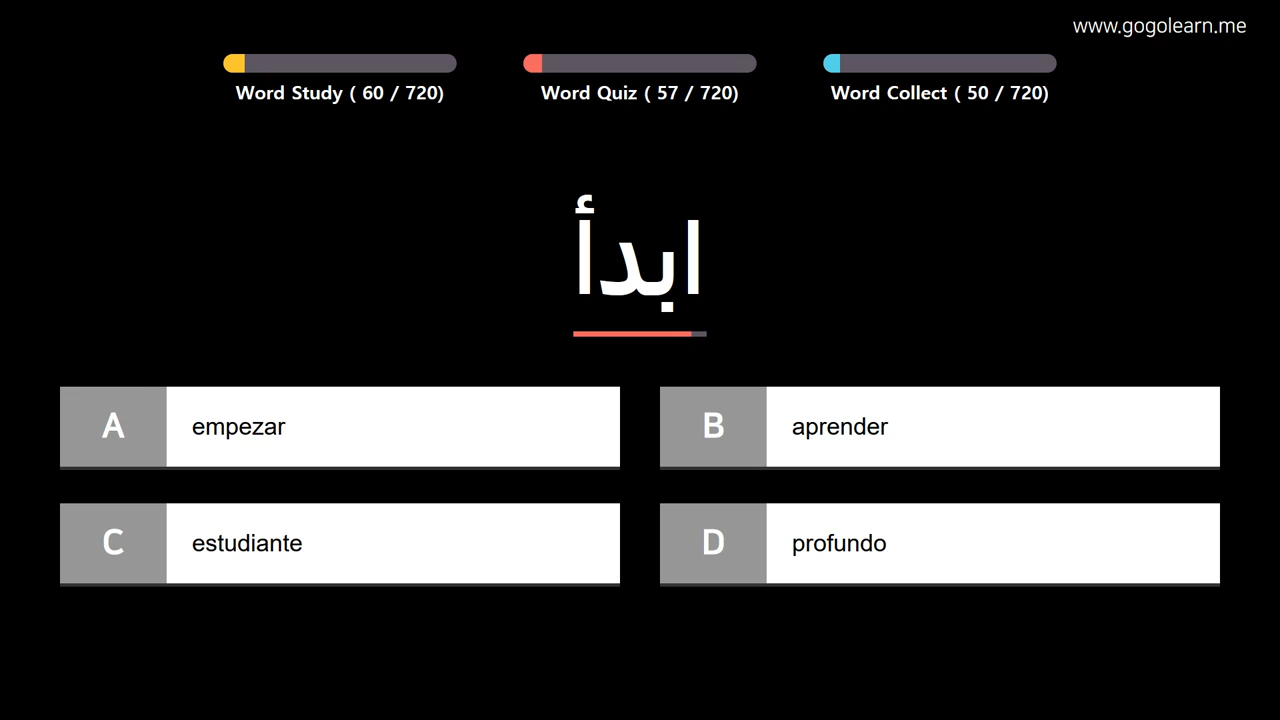 www.gogolearn.me
Word Study ( 60 / 720)
Word Quiz ( 57 / 720)
Word Collect ( 50 / 720)
ابدأ
A empezar
B aprender
C estudiante
D profundo